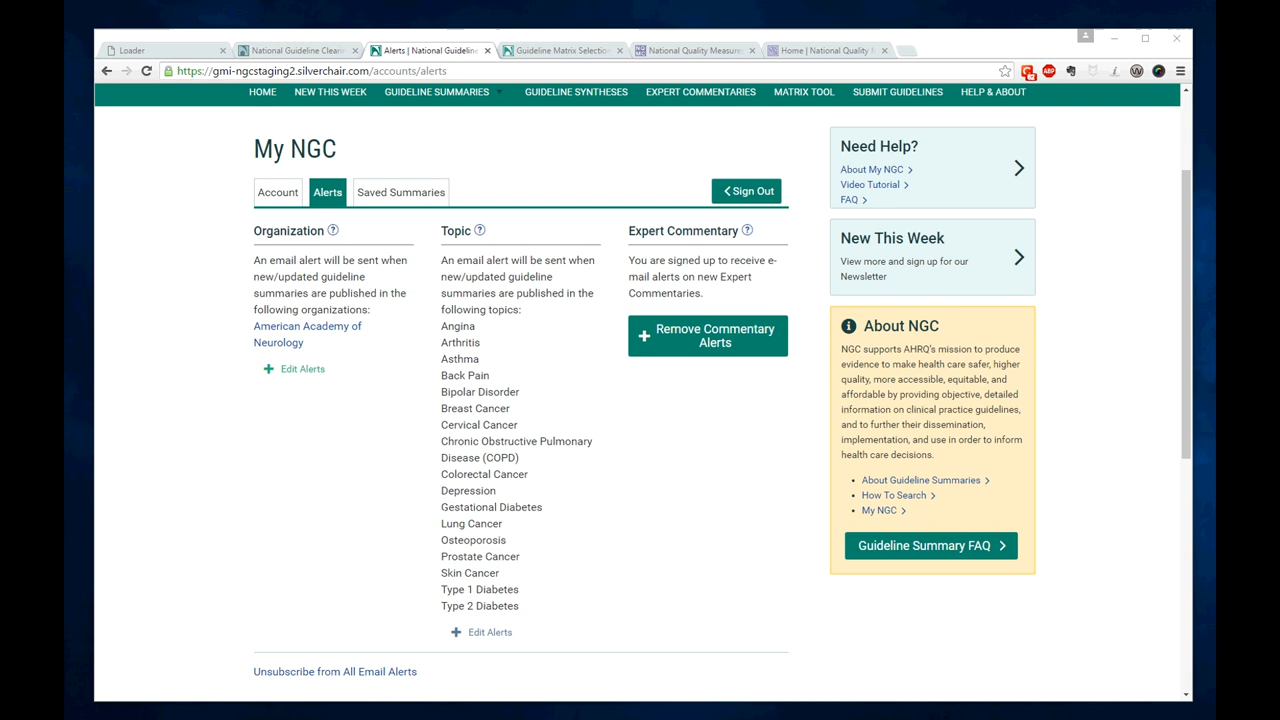 Loader
National Guideline Clearin
Alerts | National Guideline
Guideline Matrix Selection
National Quality Measures
Home | National Quality M
https://gmi-ngcstaging2.silverchair.com/accounts/alerts
HOME NEW THIS WEEK GUIDELINE SUMMARIES GUIDELINE SYNTHESES EXPERT COMMENTARIES MATRIX TOOL SUBMIT GUIDELINES HELP & ABOUT
My NGC
Account Alerts Saved Summaries
Sign Out
Organization ?
An email alert will be sent when
new/updated guideline
summaries are published in the
following organizations:
American Academy of
Neurology
Edit Alerts
Topic ?
An email alert will be sent when
new/updated guideline
summaries are published in the
following topics:
Angina
Arthritis
Asthma
Back Pain
Bipolar Disorder
Breast Cancer
Cervical Cancer
Chronic Obstructive Pulmonary
Disease (COPD)
Colorectal Cancer
Depression
Gestational Diabetes
Lung Cancer
Osteoporosis
Prostate Cancer
Skin Cancer
Type 1 Diabetes
Type 2 Diabetes
Edit Alerts
Expert Commentary ?
You are signed up to receive e-
mail alerts on new Expert
Commentaries.
Remove Commentary
Alerts
Unsubscribe from All Email Alerts
Need Help?
About My NGC
Video Tutorial
FAQ
New This Week
View more and sign up for our
Newsletter
About NGC
NGC supports AHRQ's mission to produce
evidence to make health care safer, higher
quality, more accessible, equitable, and
affordable by providing objective, detailed
information on clinical practice guidelines,
and to further their dissemination,
implementation, and use in order to inform
health care decisions.
• About Guideline Summaries
• How To Search
• My NGC
Guideline Summary FAQ